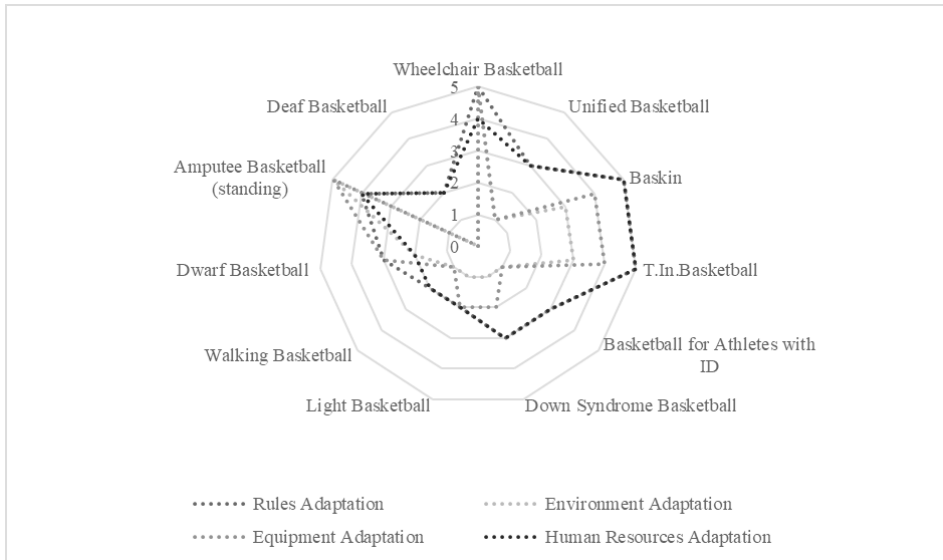 Wheelchair Basketball
Deaf Basketball
Unified Basketball
5
4
3
2
1
0
Amputee Basketball
(standing)
Baskin
Dwarf Basketball
T.In.Basketball
Walking Basketball
Basketball for Athletes with
ID
Light Basketball
Down Syndrome Basketball
Rules Adaptation
Environment Adaptation
Equipment Adaptation
Human Resources Adaptation